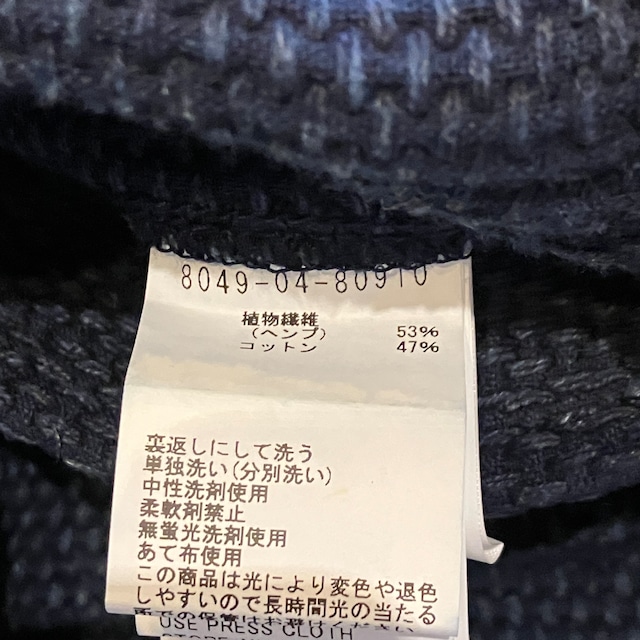 8049-04-80910
植物繊維
(ヘンプ) 53%
コットン 47%
裏返しにして洗う
単独洗い(分別洗い)
中性洗剤使用
柔軟剤禁止
無蛍光洗剤使用
あて布使用
この商品は光により変色や退色
しやすいので長時間光の当たる
USE PRESS CLOTH